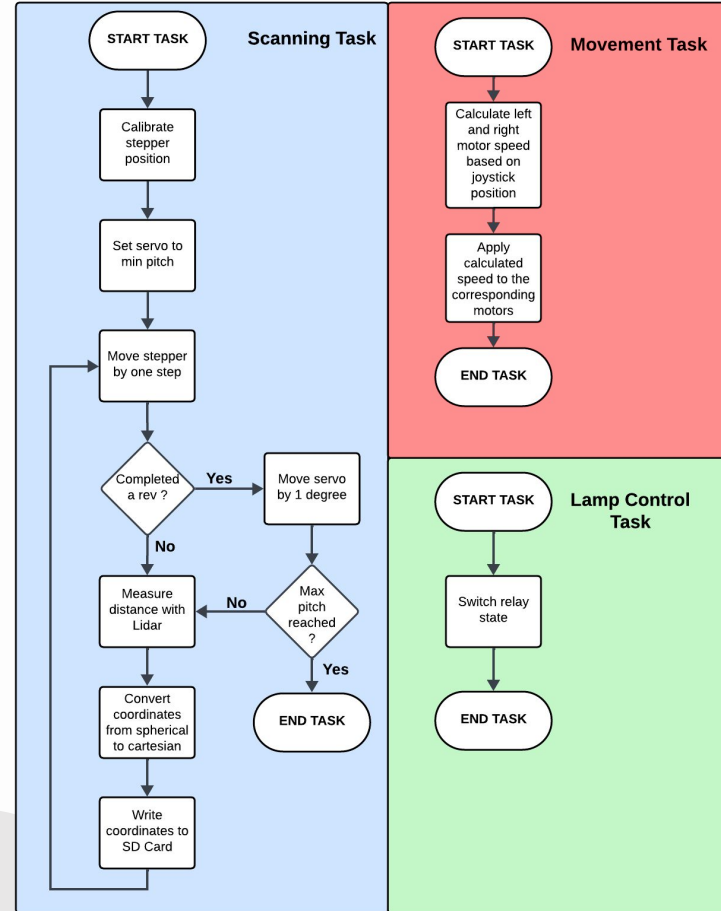 START TASK
Scanning Task
Calibrate
stepper
position
Set servo to
min pitch
Move stepper
by one step
Completed
a rev ?
Yes
Move servo
by 1 degree
No
Measure
distance with
Lidar
No
Max
pitch
reached
?
Yes
END TASK
Convert
coordinates
from spherical
to cartesian
Write
coordinates to
SD Card
START TASK
Movement Task
Calculate left
and right
motor speed
based on
joystick
position
Apply
calculated
speed to the
corresponding
motors
END TASK
START TASK
Lamp Control
Task
Switch relay
state
END TASK